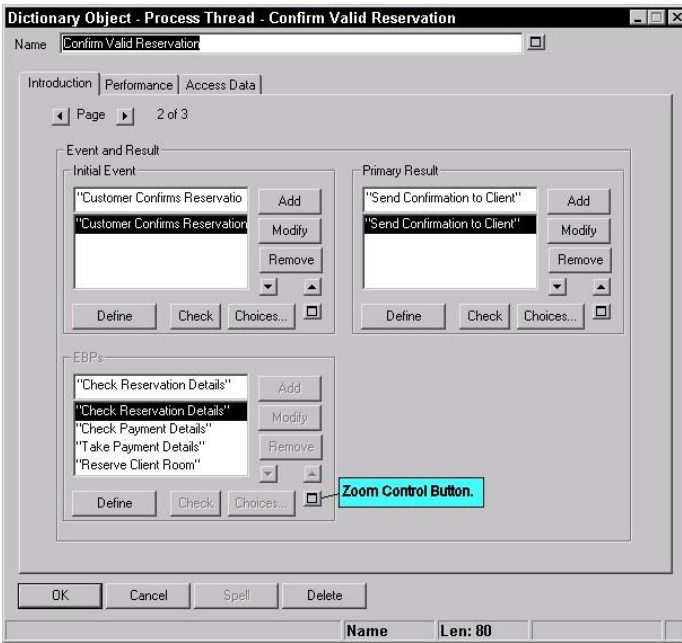 Dictionary Object - Process Thread - Confirm Valid Reservation
Name Confirm Valid Reservation
Introduction Performance Access Data
Page 2 of 3
Event and Result
Initial Event
"Customer Confirms Reservatio
Add
"Customer Confirms Reservation
Modify
Remove
Define Check Choices...
Primary Result
"Send Confirmation to Client"
Add
"Send Confirmation to Client"
Modify
Remove
Define Check Choices...
EBPs
"Check Reservation Details"
Add
"Check Reservation Details"
"Check Payment Details"
Modify
"Take Payment Details"
Remove
"Reserve Client Room"
Define Check Choices...
Zoom Control Button.
OK Cancel Spell Delete
Name Len: 80